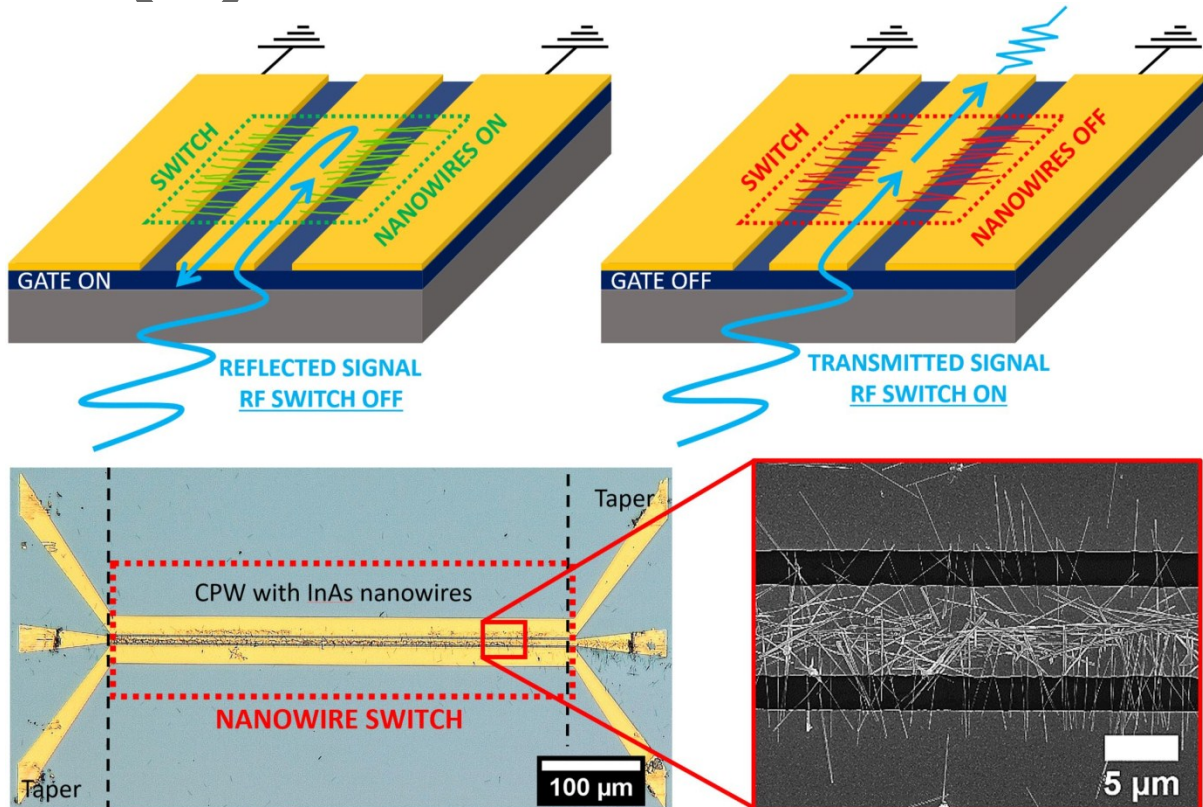 SWITCH
NANOWIRES ON
GATE ON
REFLECTED SIGNAL
RF SWITCH OFF
SWITCH
NANOWIRES OFF
GATE OFF
TRANSMITTED SIGNAL
RF SWITCH ON
Taper
CPW with InAs nanowires
NANOWIRE SWITCH
Taper
100 µm
5 µm